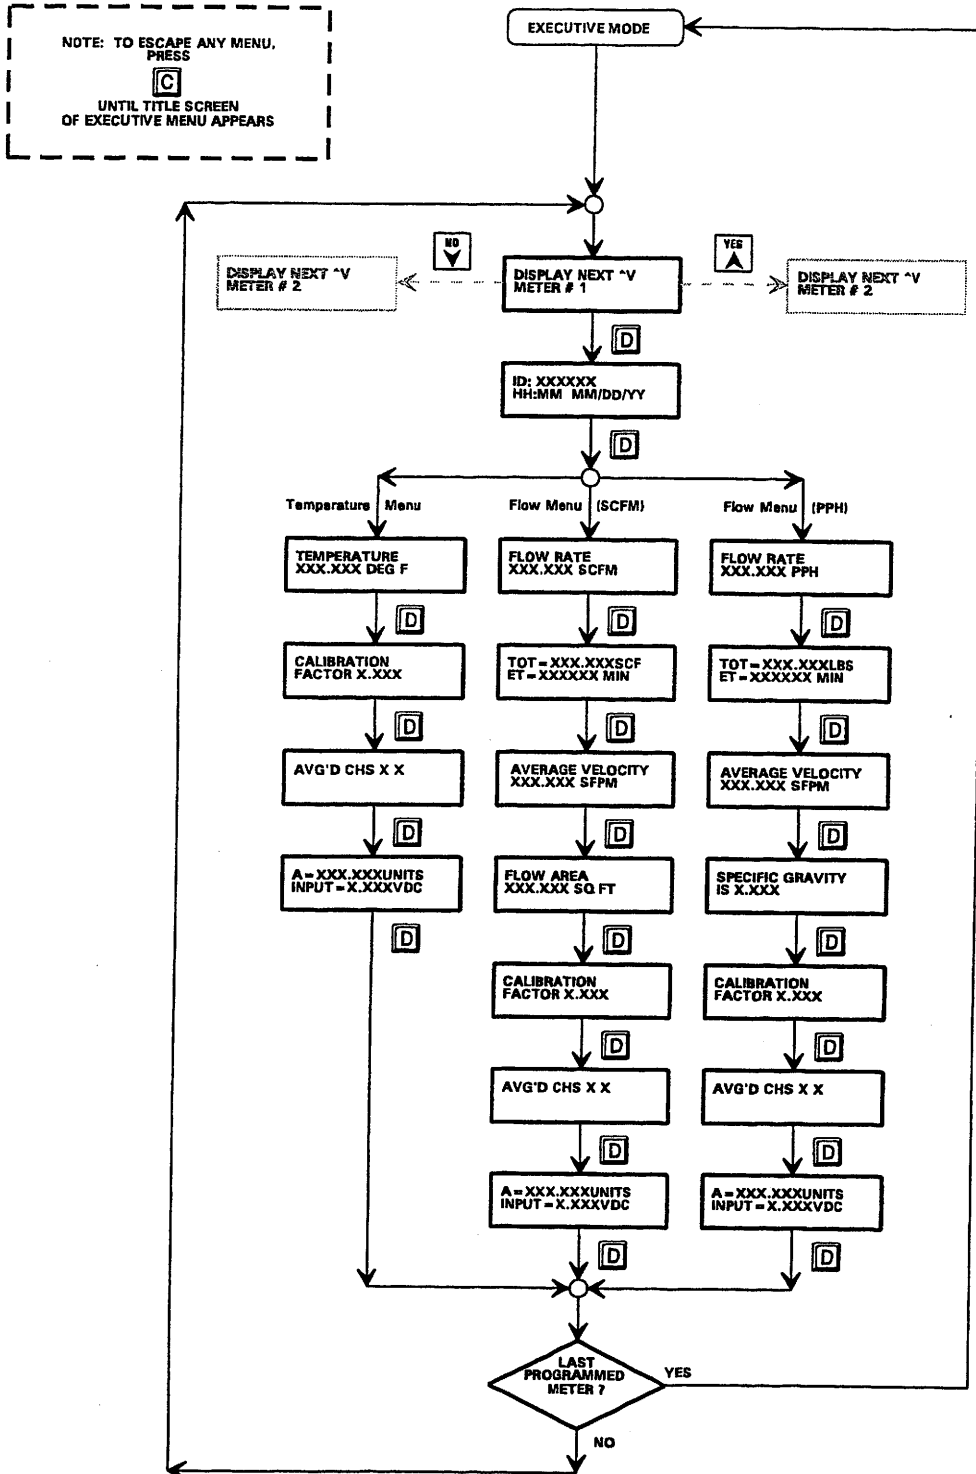 NOTE: TO ESCAPE ANY MENU,
PRESS
C
UNTIL TITLE SCREEN
OF EXECUTIVE MENU APPEARS
EXECUTIVE MODE
NO
YES
DISPLAY NEXT ^V
METER # 2
DISPLAY NEXT ^V
METER # 1
DISPLAY NEXT ^V
METER # 2
D
ID: XXXXXX
HH:MM MM/DD/YY
D
Temperature Menu
Flow Menu (SCFM)
Flow Menu (PPH)
TEMPERATURE
XXX.XXX DEG F
D
CALIBRATION
FACTOR X.XXX
D
AVG'D CHS X X
D
A = XXX.XXXUNITS
INPUT = X.XXXVDC
D
FLOW RATE
XXX.XXX SCFM
D
TOT = XXX.XXXSCF
ET = XXXXXX MIN
D
AVERAGE VELOCITY
XXX.XXX SFPM
D
FLOW AREA
XXX.XXX SQ FT
D
CALIBRATION
FACTOR X.XXX
D
AVG'D CHS X X
D
A = XXX.XXXUNITS
INPUT = X.XXXVDC
D
FLOW RATE
XXX.XXX PPH
D
TOT = XXX.XXXLBS
ET = XXXXXX MIN
D
AVERAGE VELOCITY
XXX.XXX SFPM
D
SPECIFIC GRAVITY
IS X.XXX
D
CALIBRATION
FACTOR X.XXX
D
AVG'D CHS X X
D
A = XXX.XXXUNITS
INPUT = X.XXXVDC
D
LAST
PROGRAMMED
METER ?
YES
NO